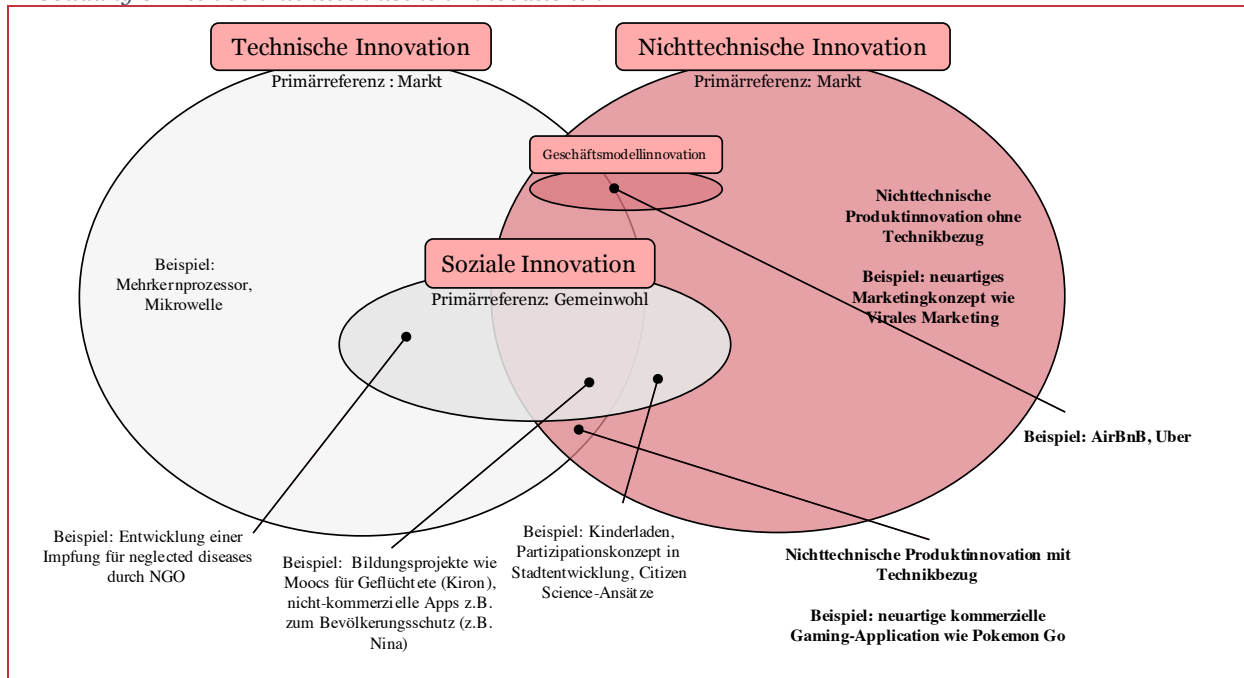 Technische Innovation
Primärreferenz : Markt
Nichttechnische Innovation
Primärreferenz: Markt
Geschäftsmodellinnovation
Nichttechnische
Produktinnovation ohne
Technikbezug
Beispiel: neuartiges
Marketingkonzept wie
Virales Marketing
Soziale Innovation
Primärreferenz: Gemeinwohl
Beispiel:
Mehrkernprozessor,
Mikrowelle
Beispiel: AirBnB, Uber
Beispiel: Entwicklung einer
Impfung für neglected diseases
durch NGO
Beispiel: Bildungsprojekte wie
Moocs für Geflüchtete (Kiron),
nicht-kommerzielle Apps z.B.
zum Bevölkerungsschutz (z.B.
Nina)
Beispiel: Kinderladen,
Partizipationskonzept in
Stadtentwicklung, Citizen
Science-Ansätze
Nichttechnische Produktinnovation mit
Technikbezug
Beispiel: neuartige kommerzielle
Gaming-Application wie Pokemon Go